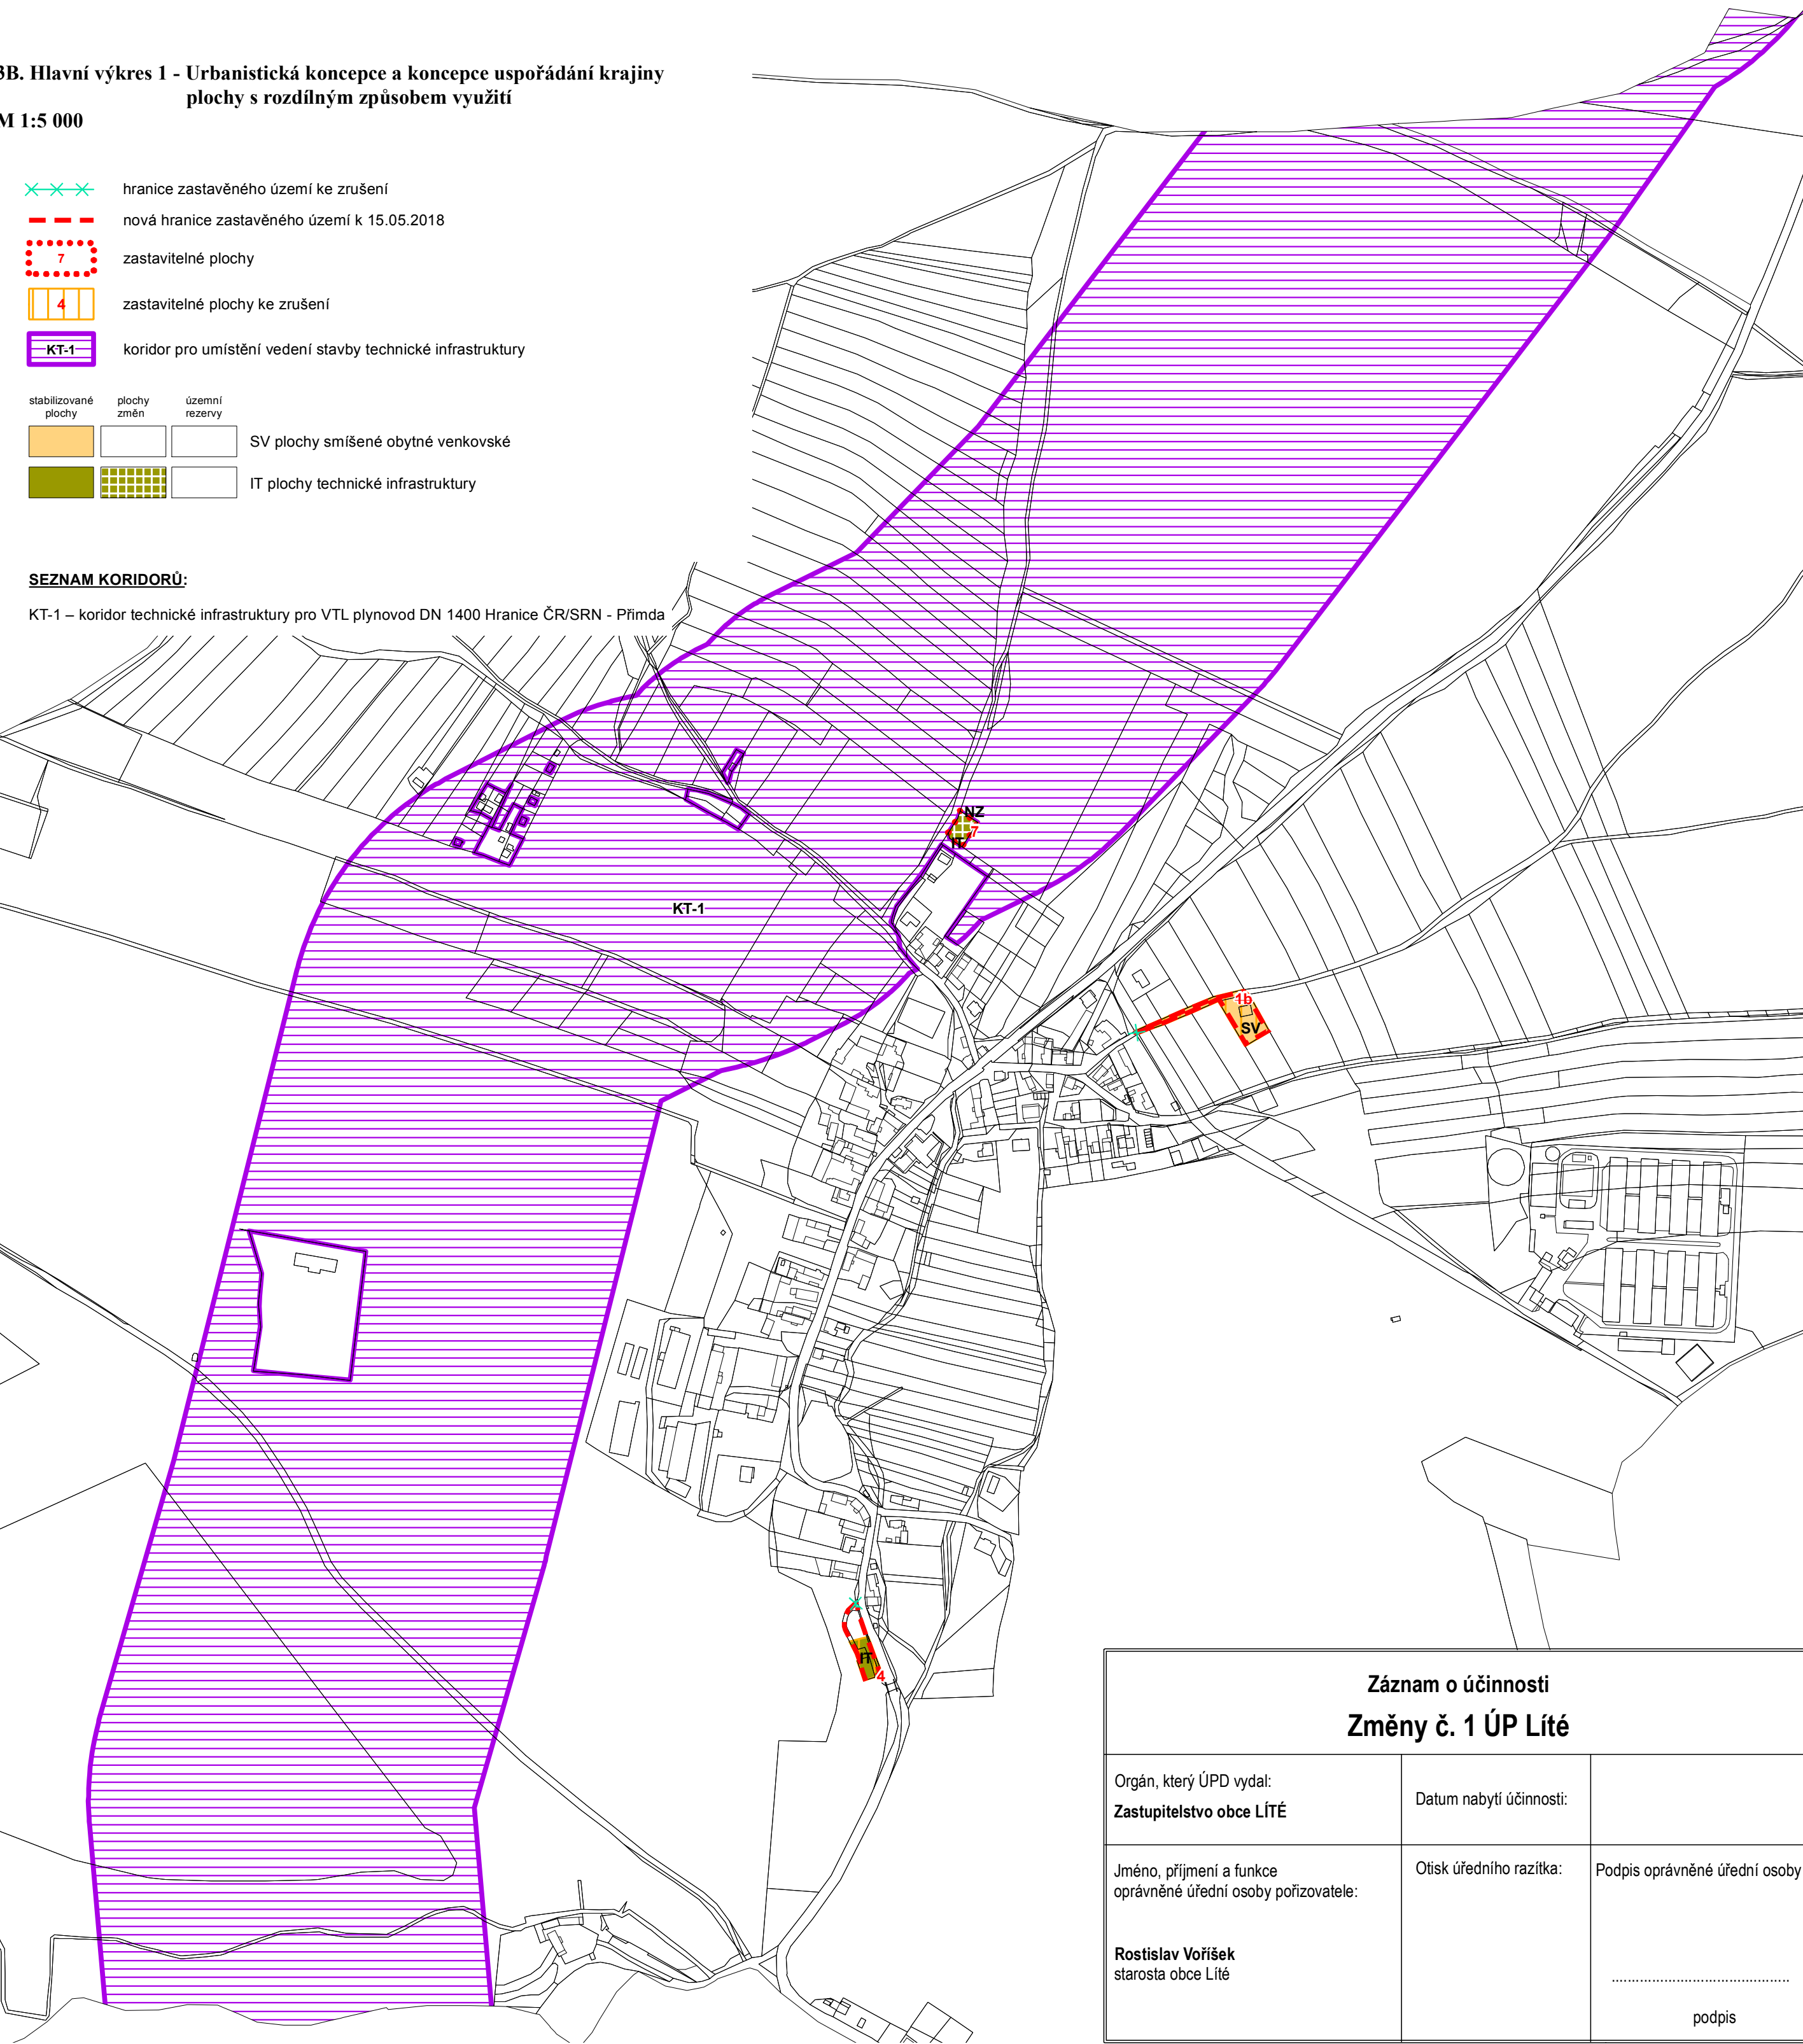 3B. Hlavní výkres 1 - Urbanistická koncepce a koncepce uspořádání krajiny
plochy s rozdílným způsobem využití
M 1:5 000
hranice zastavěného území ke zrušení
nová hranice zastavěného území k 15.05.2018
7
zastavitelné plochy
4
zastavitelné plochy ke zrušení
KT-1
koridor pro umístění vedení stavby technické infrastruktury
stabilizované plochy
plochy změn
územní rezervy
SV plochy smíšené obytné venkovské
IT plochy technické infrastruktury
SEZNAM KORIDORŮ:
KT-1 – koridor technické infrastruktury pro VTL plynovod DN 1400 Hranice ČR/SRN - Přimda
NZ
7
IT
KT-1
1b
SV
IT
4
Záznam o účinnosti
Změny č. 1 ÚP Líté
Orgán, který ÚPD vydal:
Zastupitelstvo obce LÍTÉ
Datum nabytí účinnosti:
Jméno, příjmení a funkce
oprávněné úřední osoby pořizovatele:
Rostislav Voříšek
starosta obce Líté
Otisk úředního razítka:
Podpis oprávněné úřední osoby
............................................
podpis